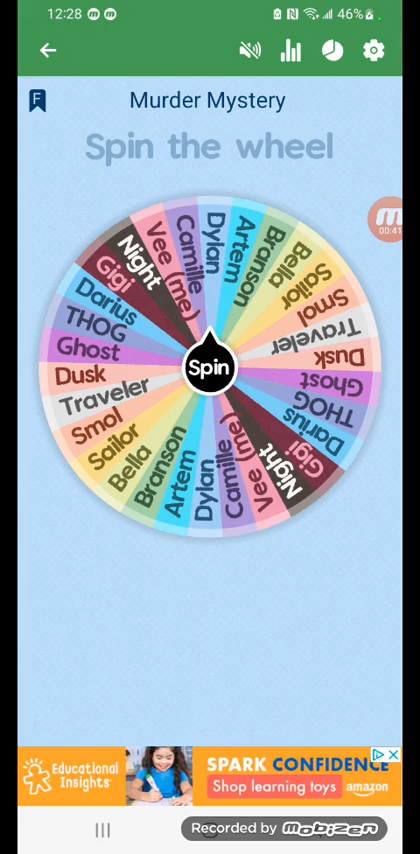 12:28
46%
F
Murder Mystery
Spin the wheel
00:41
Dylan
Artem
Branson
Bella
Sailor
Smol
Traveler
Dusk
Ghost
THOG
Darius
Gigi
Night
Vee (me)
Camille
Dylan
Artem
Branson
Bella
Sailor
Smol
Traveler
Dusk
Ghost
THOG
Darius
Gigi
Night
Vee (me)
Camille
Spin
Educational
Insights
SPARK CONFIDENCE
Shop learning toys amazon
Recorded by mobizen